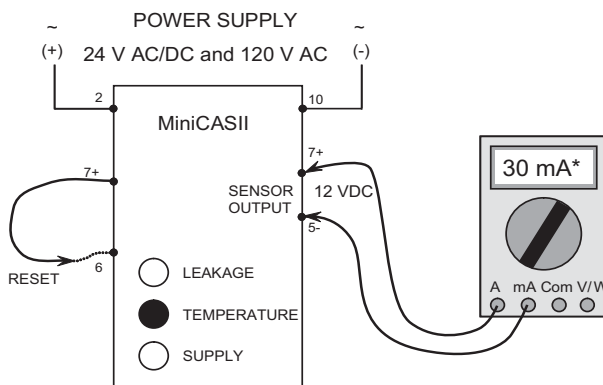 POWER SUPPLY
~ ~
(+) 24 V AC/DC and 120 V AC (-)
2 10
MiniCASII
7+ 7+
30 mA*
SENSOR OUTPUT
12 VDC
5-
RESET
6
LEAKAGE
A mA Com V/W
TEMPERATURE
SUPPLY